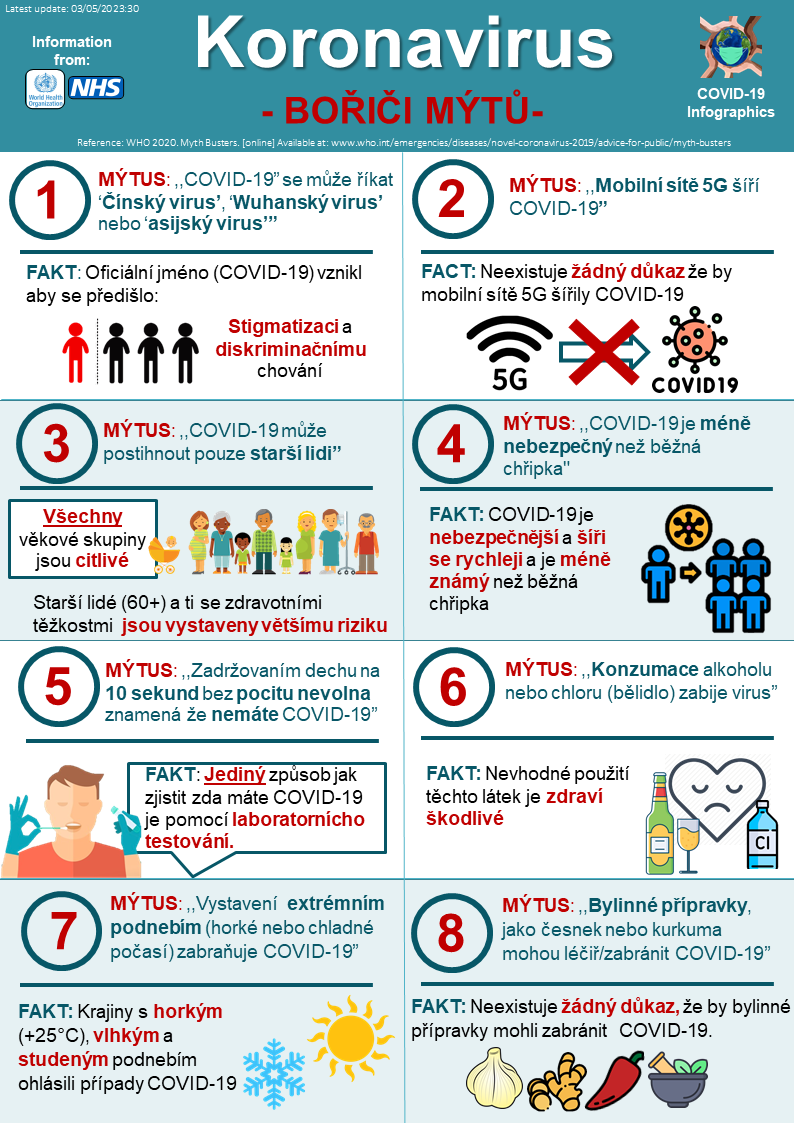 Latest update: 03/05/2023:30
Information
from:
World Health
Organization
NHS
Koronavirus
- BOŘIČI MÝTŮ-
COVID-19
Infographics
Reference: WHO 2020. Myth Busters. [online] Available at: www.who.int/emergencies/diseases/novel-coronavirus-2019/advice-for-public/myth-busters
1
MÝTUS: ,,COVID-19” se může říkat
‘Čínský virus’, ‘Wuhanský virus’
nebo ‘asijský virus’”
FAKT: Oficiální jméno (COVID-19) vznikl
aby se předišlo:
Stigmatizaci a
diskriminačnímu
chování
2
MÝTUS: ,,Mobilní sítě 5G šíří
COVID-19”
FACT: Neexistuje žádný důkaz že by
mobilní sítě 5G šířily COVID-19
5G
COVID19
3
MÝTUS: ,,COVID-19 může
postihnout pouze starší lidi”
Všechny
věkové skupiny
jsou citlivé
Starší lidé (60+) a ti se zdravotními
těžkostmi jsou vystaveny většímu riziku
4
MÝTUS: ,,COVID-19 je méně
nebezpečný než běžná
chřipka"
FAKT: COVID-19 je
nebezpečnější a šíři
se rychleji a je méně
známý než běžná
chřipka
5
MÝTUS: ,,Zadržovaním dechu na
10 sekund bez pocitu nevolna
znamená že nemáte COVID-19”
FAKT: Jediný způsob jak
zjistit zda máte COVID-19
je pomocí laboratorních
testování.
6
MÝTUS: ,,Konzumace alkoholu
nebo chloru (bělidlo) zabije virus”
FAKT: Nevhodné použití
těchto látek je zdraví
škodlivé
CI
7
MÝTUS: ,,Vystavení extrémním
podnebím (horké nebo chladné
počasí) zabraňuje COVID-19”
FAKT: Krajiny s horkým
(+25°C), vlhkým a
studeným podnebím
ohlásili případy COVID-19
8
MÝTUS: ,,Bylinné přípravky,
jako česnek nebo kurkuma
mohou léčiř/zabránit COVID-19”
FAKT: Neexistuje žádný důkaz, že by bylinné
přípravky mohli zabránit COVID-19.